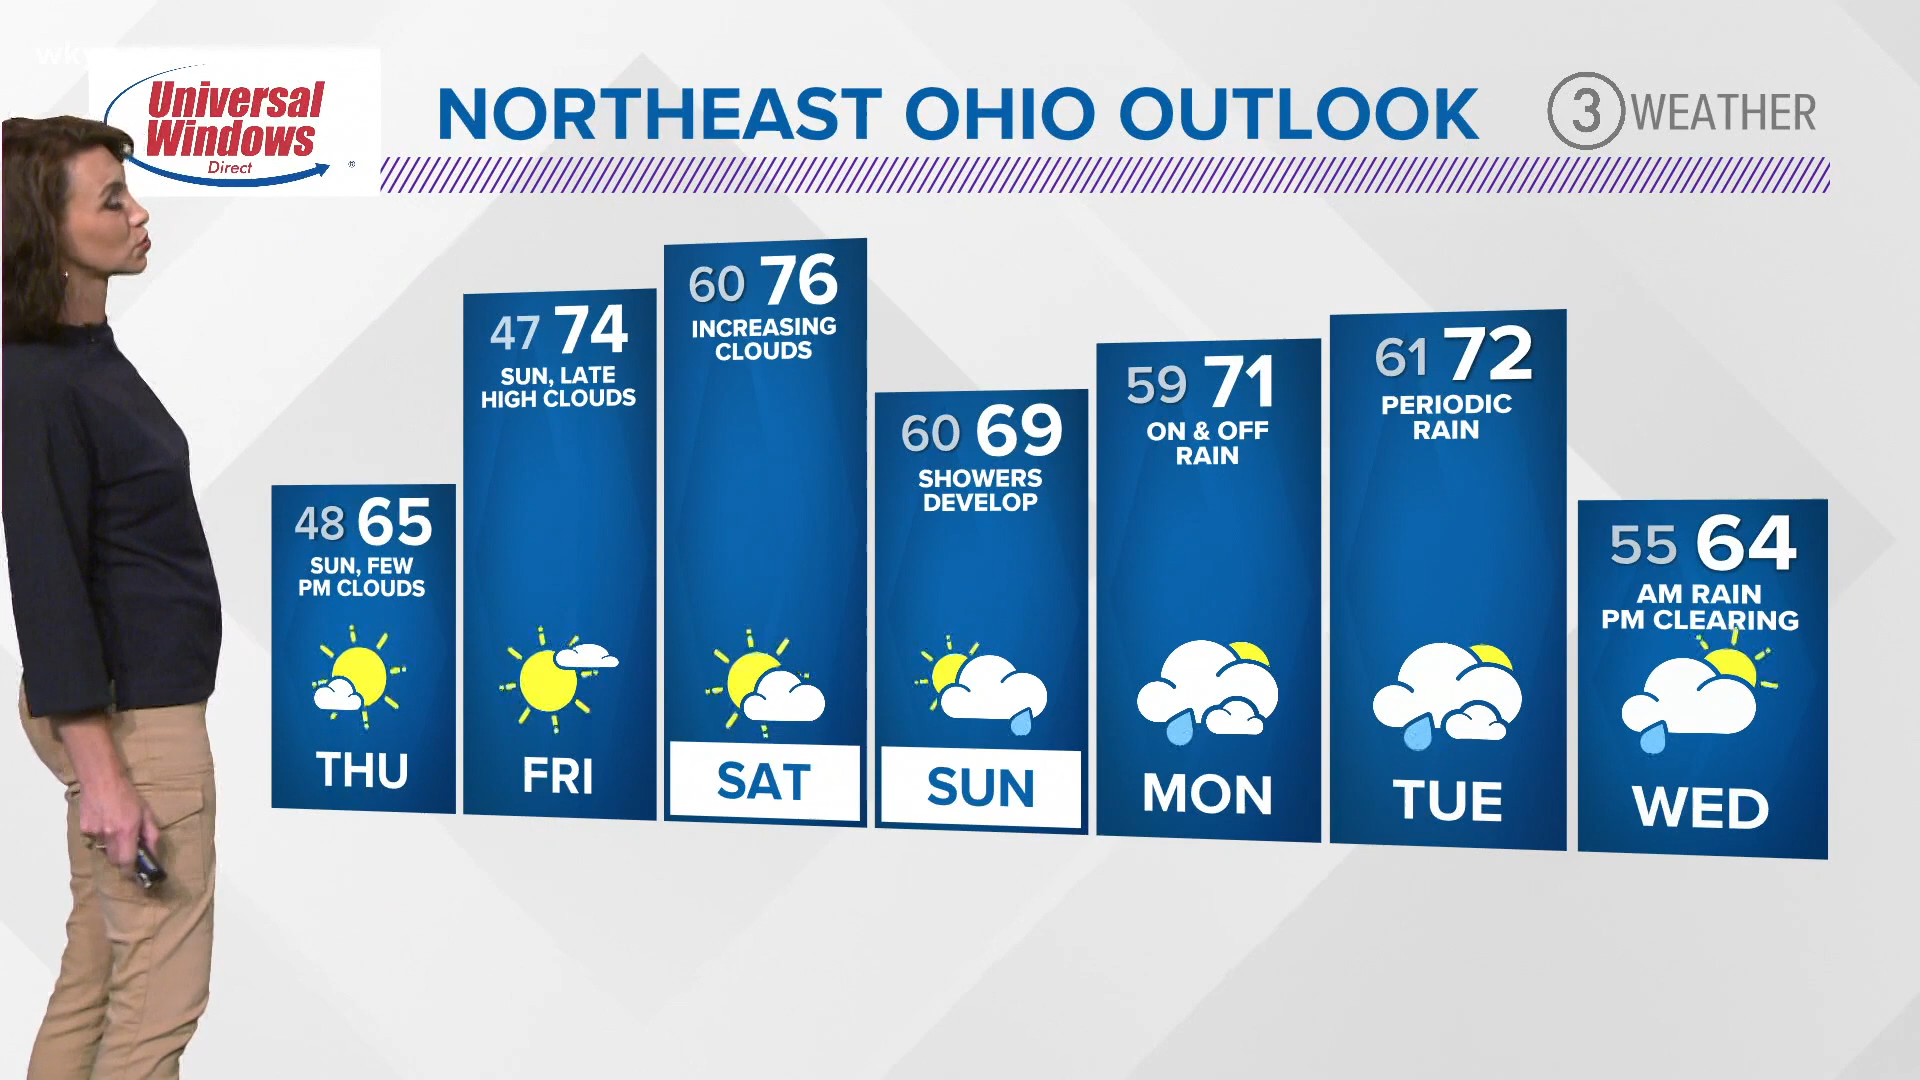 Universal
Windows
Direct
®
NORTHEAST OHIO OUTLOOK
3 WEATHER
48 65
SUN, FEW
PM CLOUDS
THU
47 74
SUN, LATE
HIGH CLOUDS
FRI
60 76
INCREASING
CLOUDS
SAT
60 69
SHOWERS
DEVELOP
SUN
59 71
ON & OFF
RAIN
MON
61 72
PERIODIC
RAIN
TUE
55 64
AM RAIN
PM CLEARING
WED